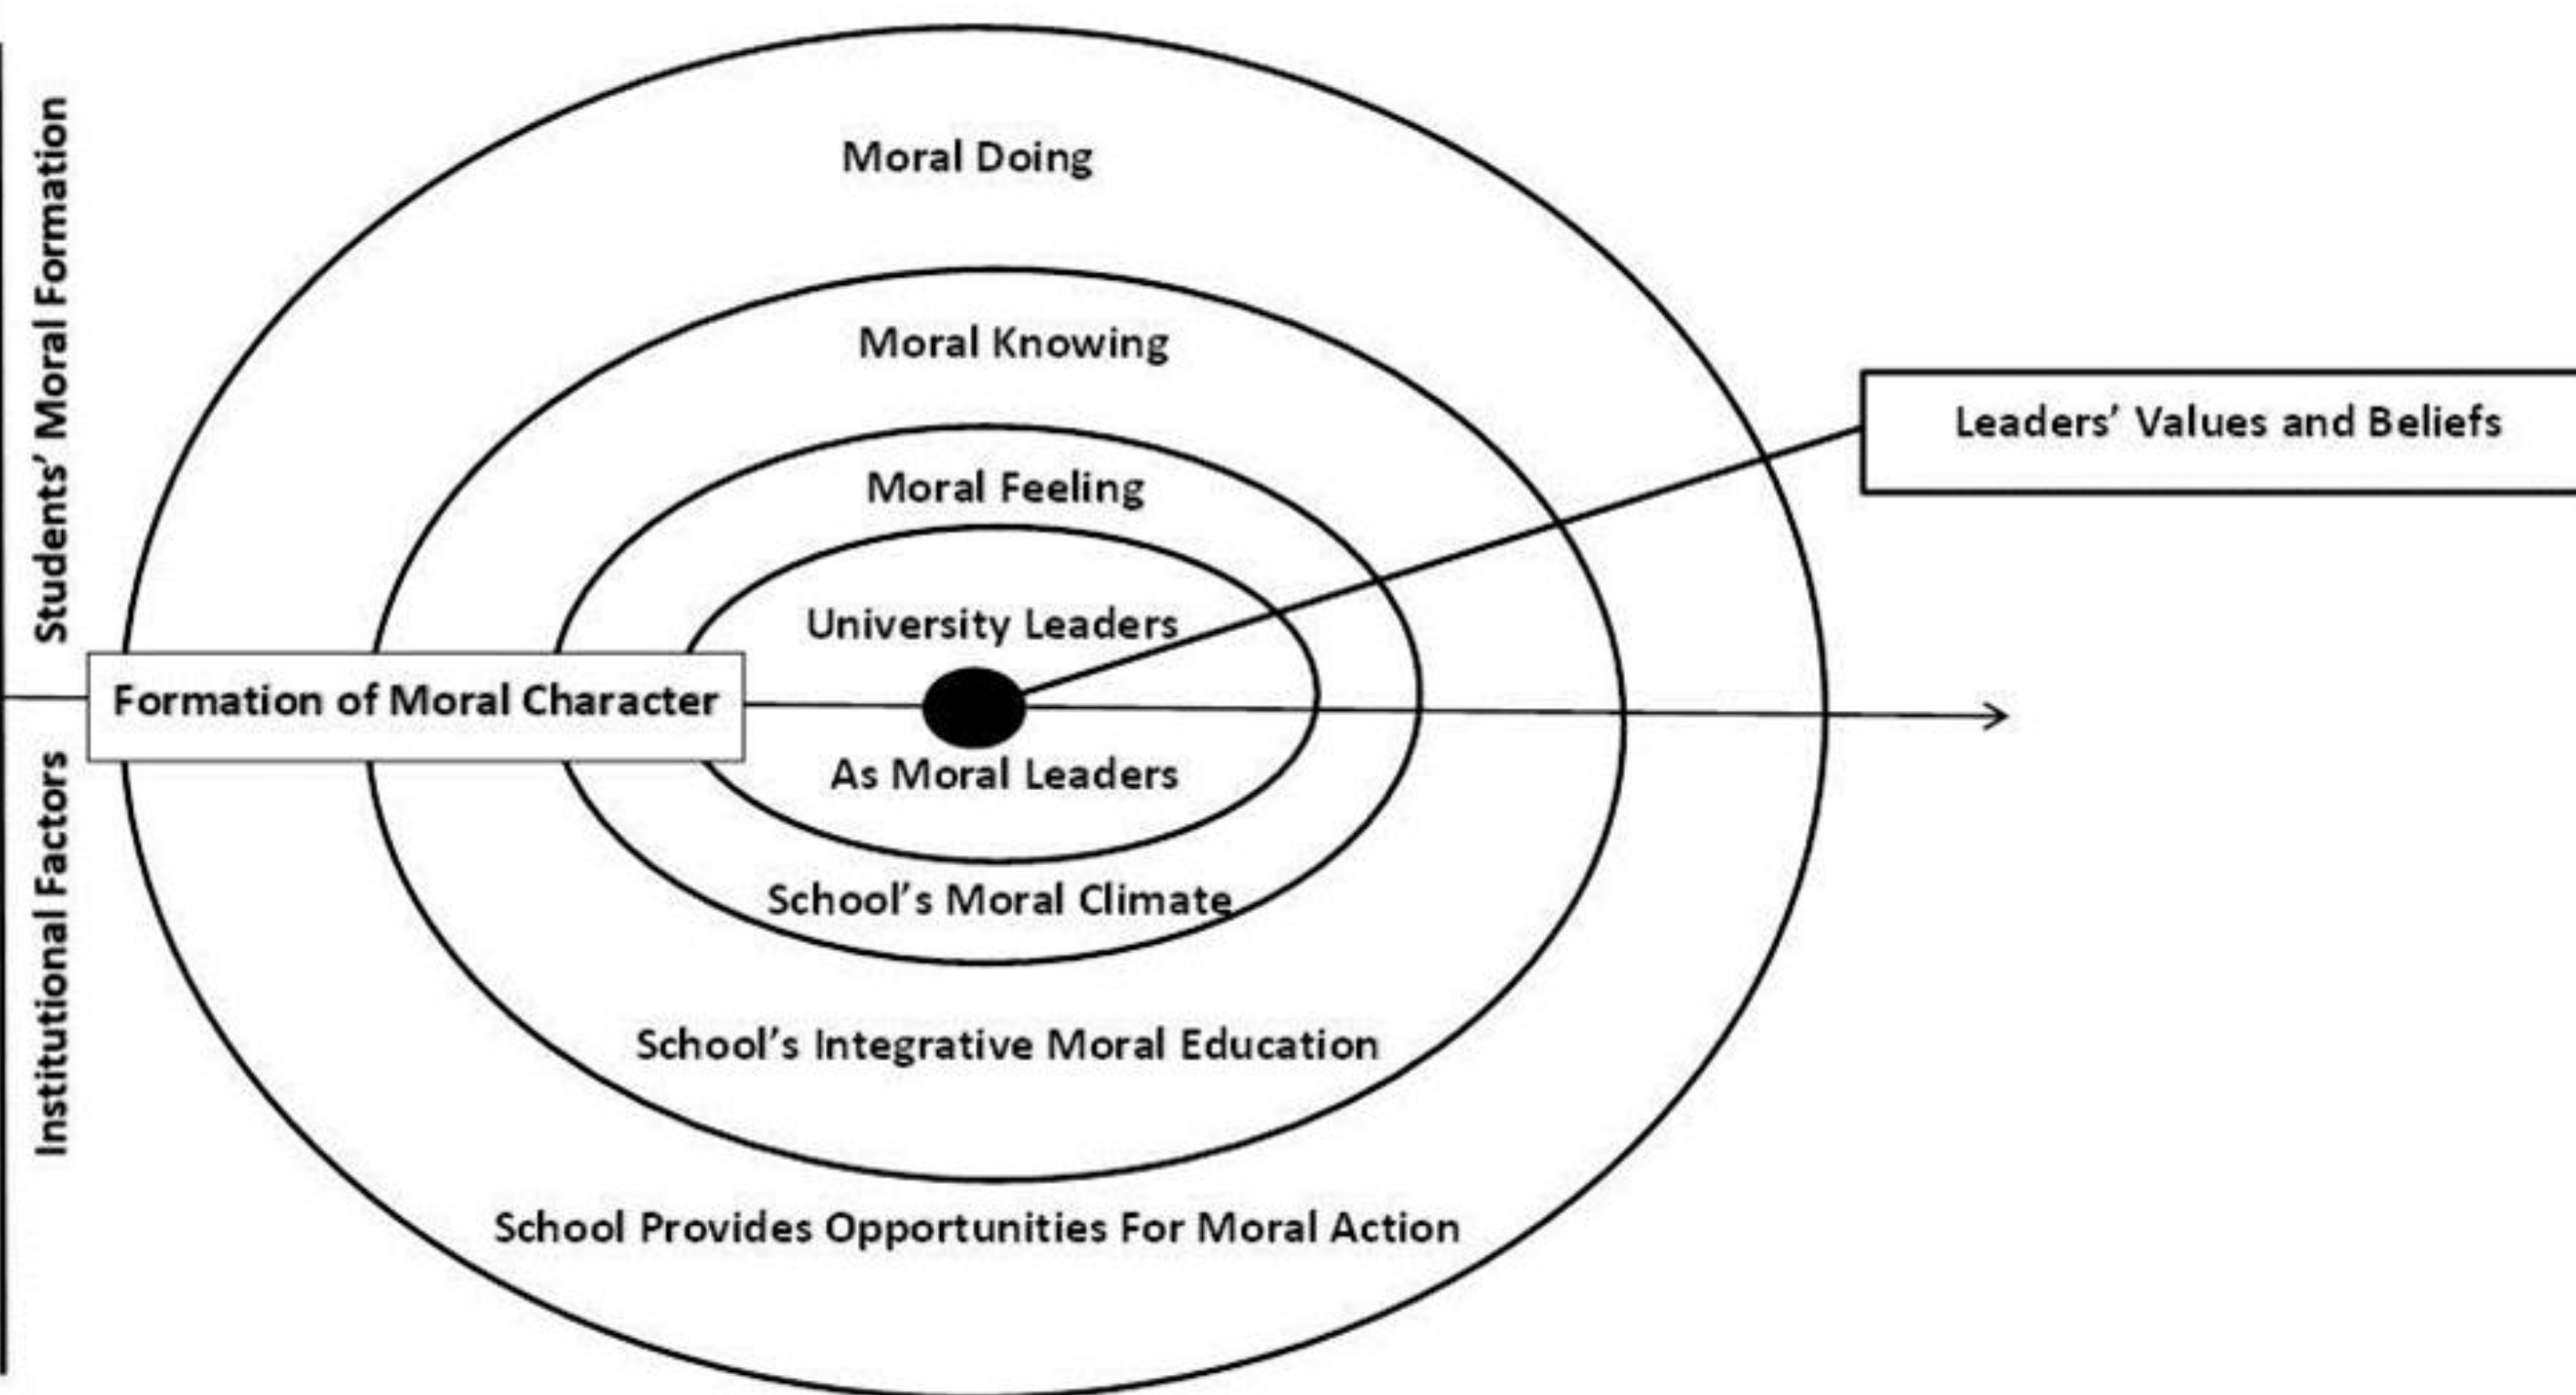 Students’ Moral Formation
Moral Doing
Moral Knowing
Leaders’ Values and Beliefs
Moral Feeling
University Leaders
Formation of Moral Character
As Moral Leaders
Institutional Factors
School’s Moral Climate
School’s Integrative Moral Education
School Provides Opportunities For Moral Action